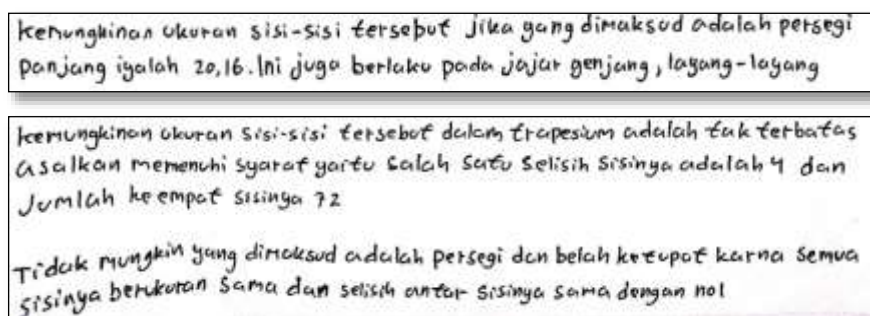 kemungkinan ukuran sisi-sisi tersebut jika yang dimaksud adalah persegi
panjang iyalah 20,16. Ini juga berlaku pada jajar genjang, layang-layang
kemungkinan ukuran sisi-sisi tersebut dalam trapesium adalah tak terbatas
asalkan memenuhi syarat yaitu salah satu selisih sisinya adalah 4 dan
Jumlah ke empat sisinya 72
Tidak mungkin yang dimaksud adalah persegi dan belah ketupat karna semua
sisinya berukuran sama dan selisih antar sisinya sama dengan nol